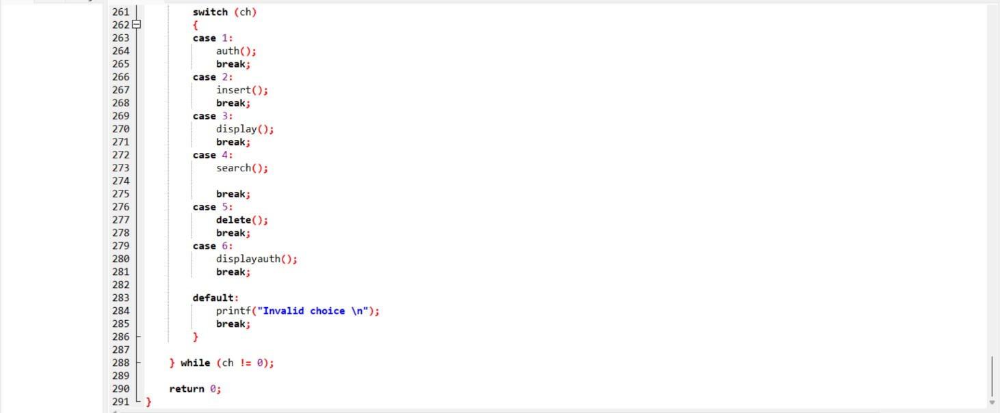 261 switch (ch)
262 {
263 case 1:
264 auth();
265 break;
266 case 2:
267 insert();
268 break;
269 case 3:
270 display();
271 break;
272 case 4:
273 search();
274
275 break;
276 case 5:
277 delete();
278 break;
279 case 6:
280 displayauth();
281 break;
282
283 default:
284 printf("Invalid choice \n");
285 break;
286 }
287
288 } while (ch != 0);
289
290 return 0;
291 }